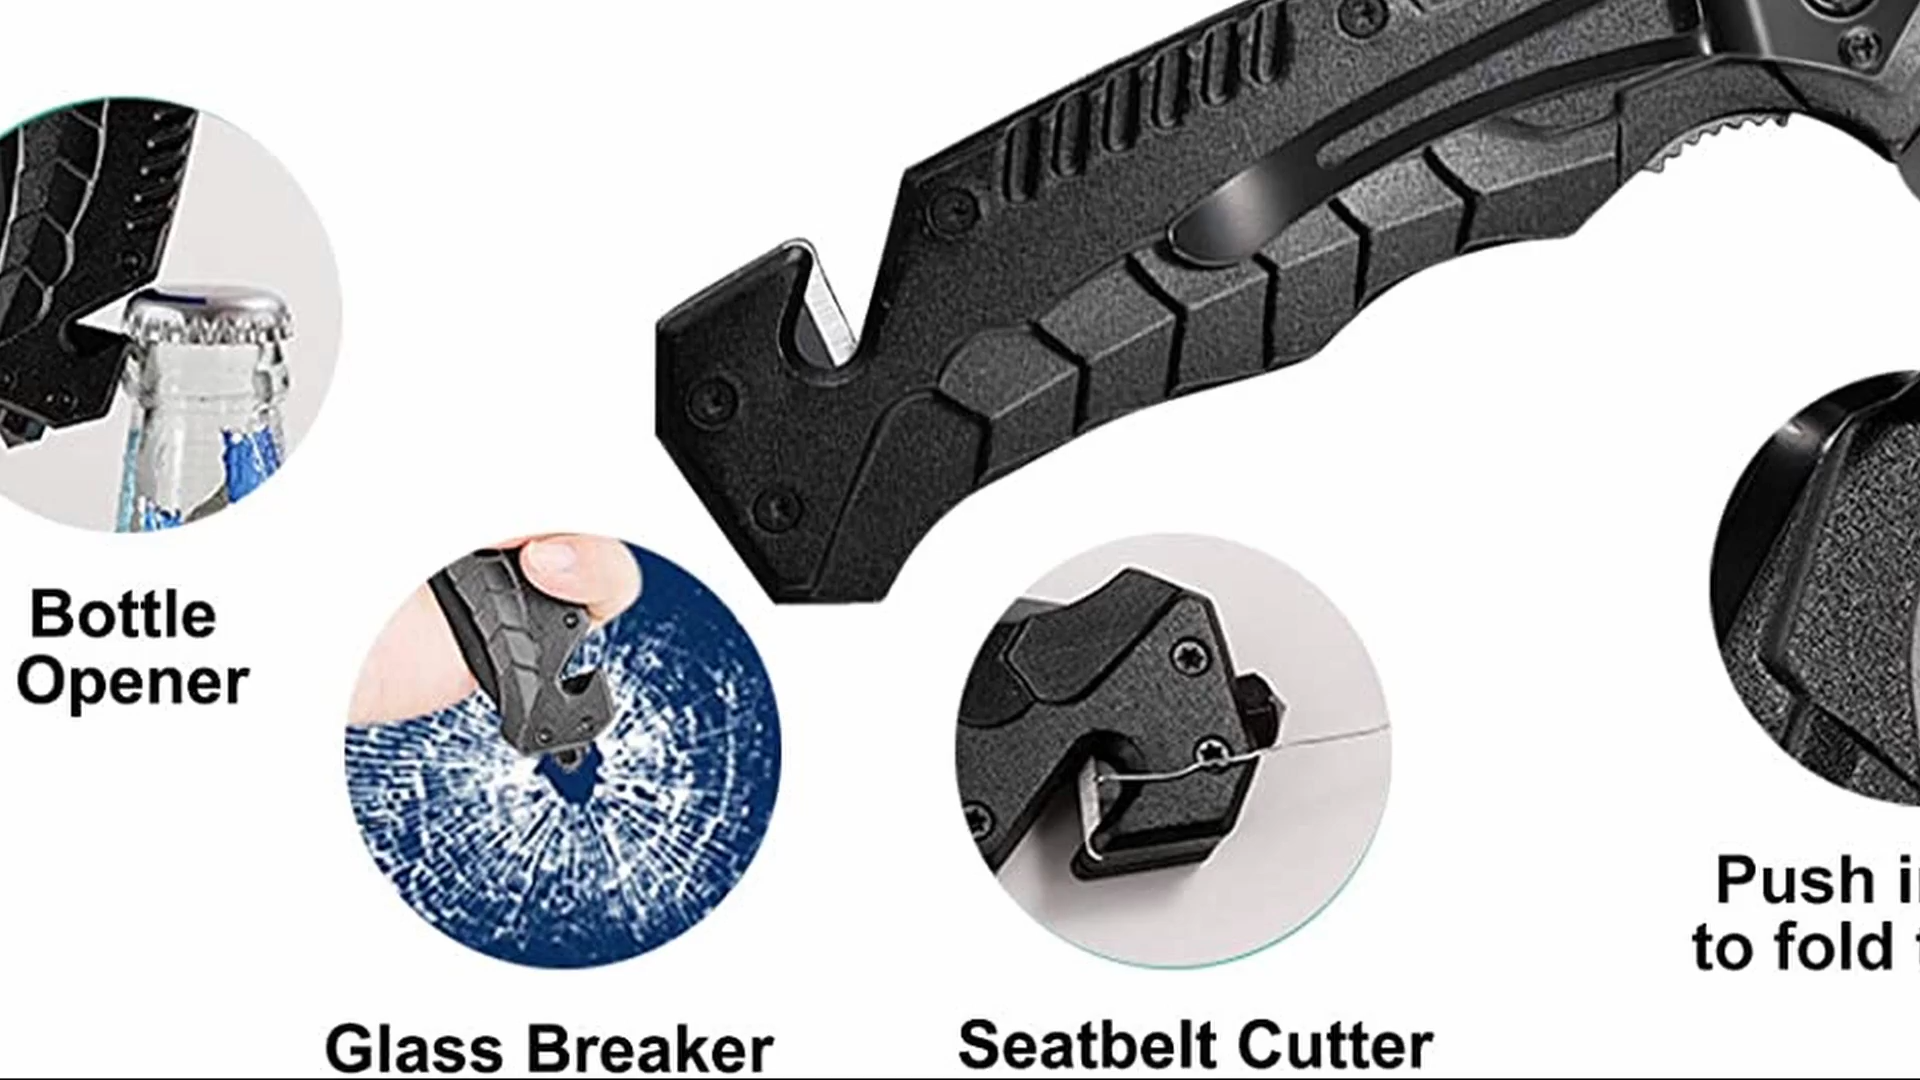 Bottle
Opener
Glass Breaker
Seatbelt Cutter
Push
to fold